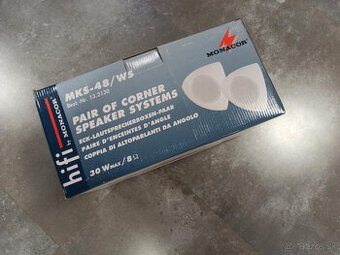 MKS-48/WS
Best.-Nr. 13.2130
MONACOR
PAIR OF CORNER
SPEAKER SYSTEMS
ECK-LAUTSPRECHERBOXEN-PAAR
PAIRE D'ENCEINTES D'ANGLE
COPPIA DI ALTOPARLANTI DA ANGOLO
30 WMAX/8Ω
hifi by MONACOR